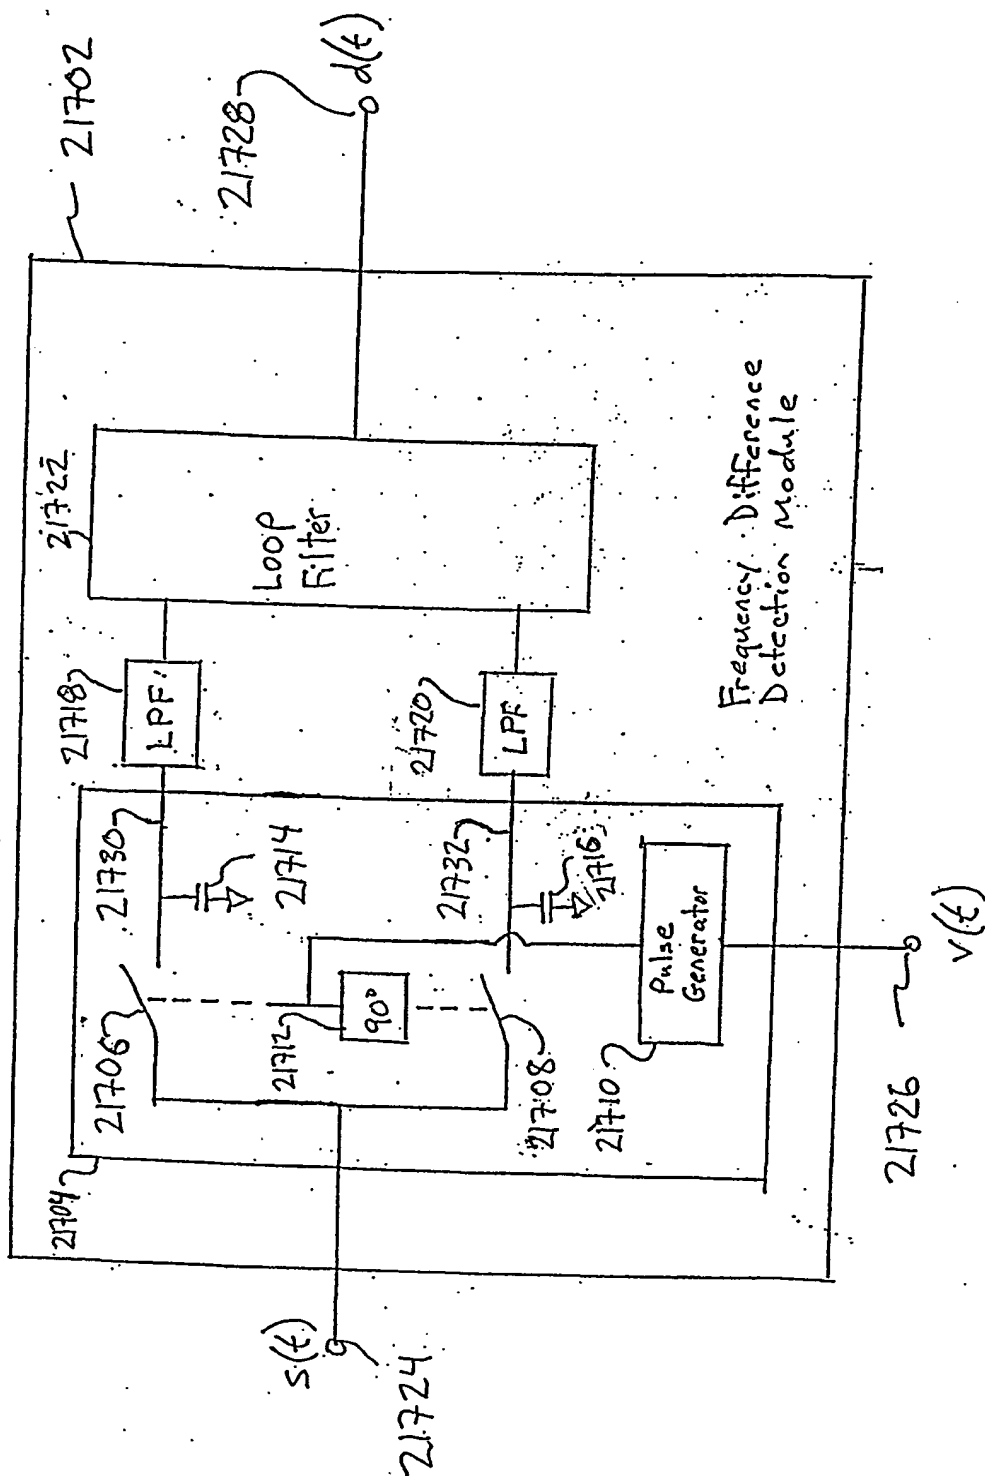 21702
21728
d(t)
21722
Loop
Filter
21718
LPF
21720
LPF
Frequency Difference
Detection Module
21730
21714
21732
21716
21706
21712
90°
21708
21710
Pulse
Generator
21704
s(t)
21724
21726
v(t)